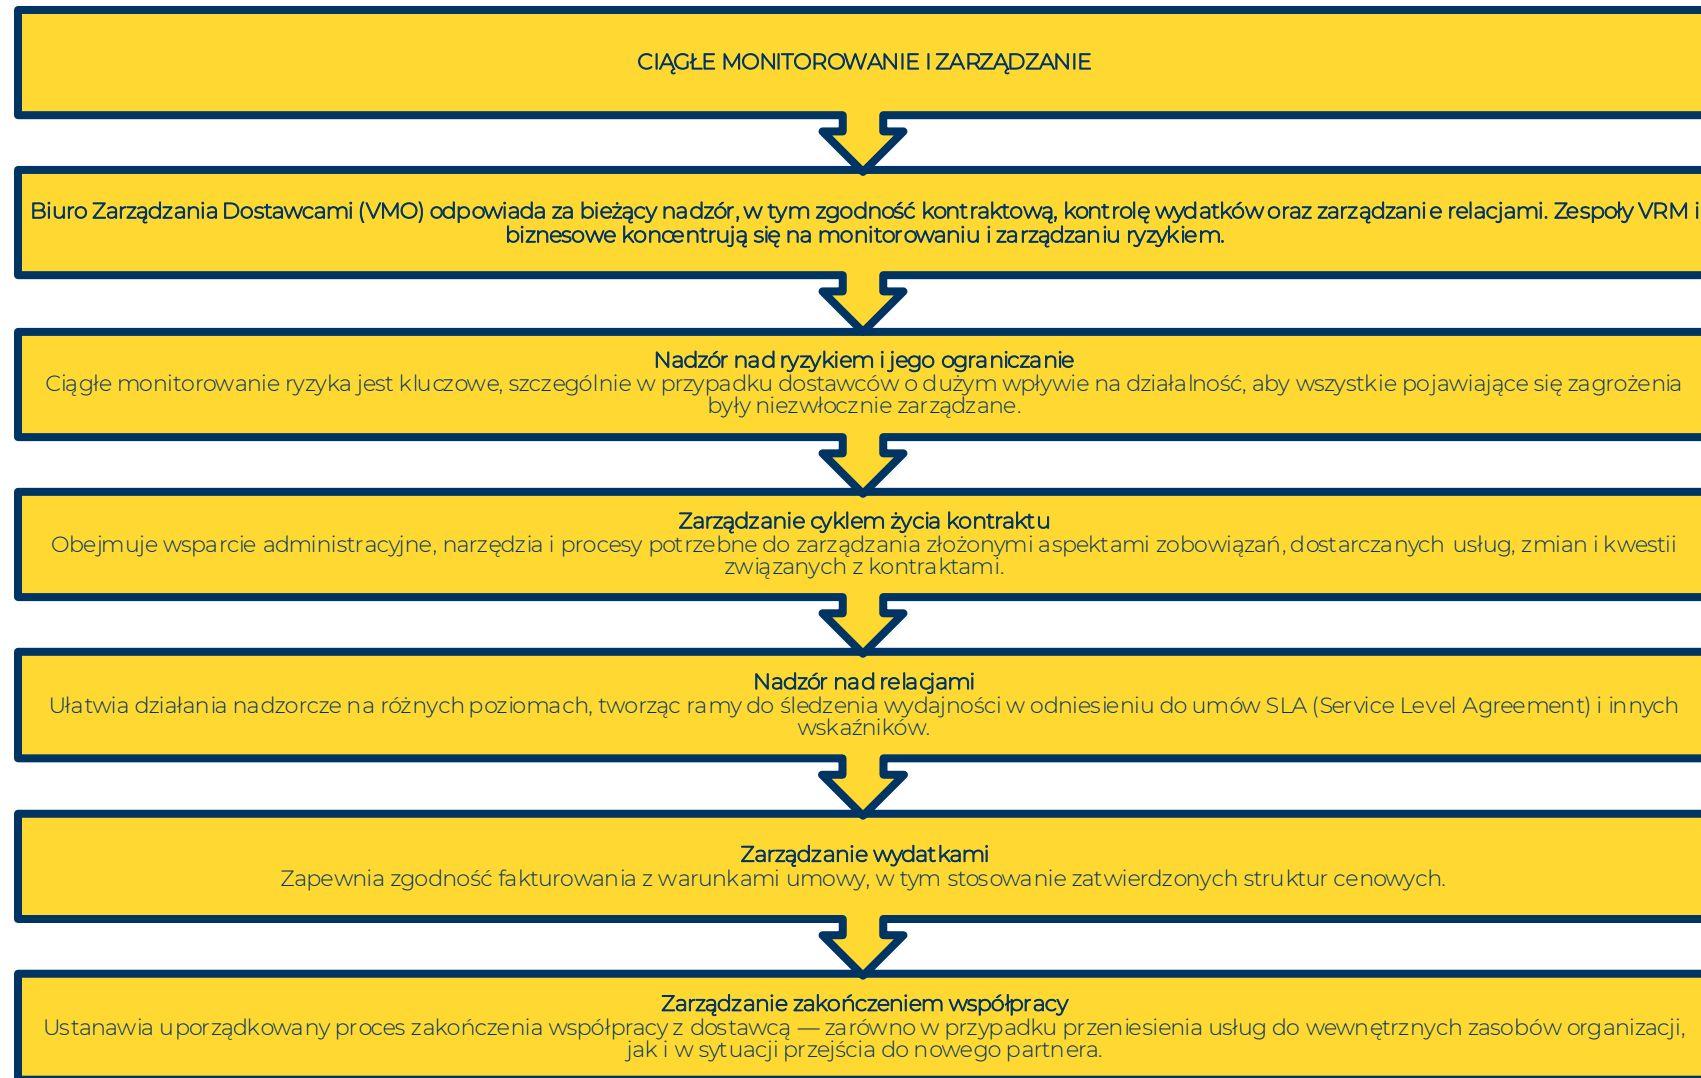 CIĄGŁE MONITOROWANIE I ZARZĄDZANIE
Biuro Zarządzania Dostawcami (VMO) odpowiada za bieżący nadzór, w tym zgodność kontraktową, kontrolę wydatków oraz zarządzanie relacjami. Zespoły VRM i
biznesowe koncentrują się na monitorowaniu i zarządzaniu ryzykiem.
Nadzór nad ryzykiem i jego ograniczanie
Ciągłe monitorowanie ryzyka jest kluczowe, szczególnie w przypadku dostawców o dużym wpływie na działalność, aby wszystkie pojawiające się zagrożenia
były niezwłocznie zarządzane.
Zarządzanie cyklem życia kontraktu
Obejmuje wsparcie administracyjne, narzędzia i procesy potrzebne do zarządzania złożonymi aspektami zobowiązań, dostarczanych usług, zmian i kwestii
związanych z kontraktami.
Nadzór nad relacjami
Ułatwia działania nadzorcze na różnych poziomach, tworząc ramy do śledzenia wydajności w odniesieniu do umów SLA (Service Level Agreement) i innych
wskaźników.
Zarządzanie wydatkami
Zapewnia zgodność fakturowania z warunkami umowy, w tym stosowanie zatwierdzonych struktur cenowych.
Zarządzanie zakończeniem współpracy
Ustanawia uporządkowany proces zakończenia współpracy z dostawcą — zarówno w przypadku przeniesienia usług do wewnętrznych zasobów organizacji,
jak i w sytuacji przejścia do nowego partnera.